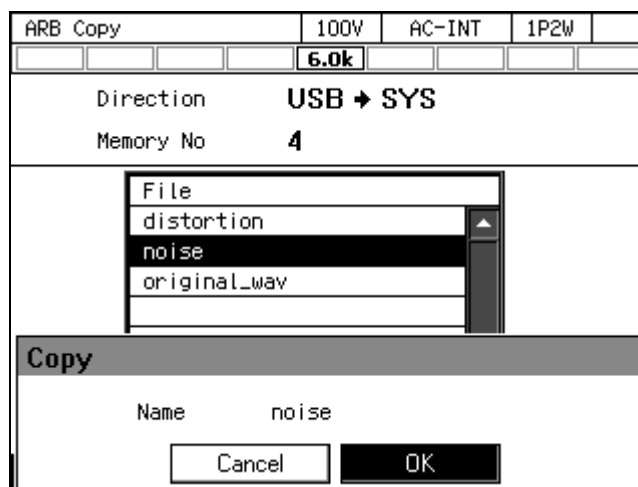 ARB Copy 100V AC-INT 1P2W
6.0k
Direction USB → SYS
Memory No 4
File
distortion
noise
original_wav
Copy
Name noise
Cancel OK